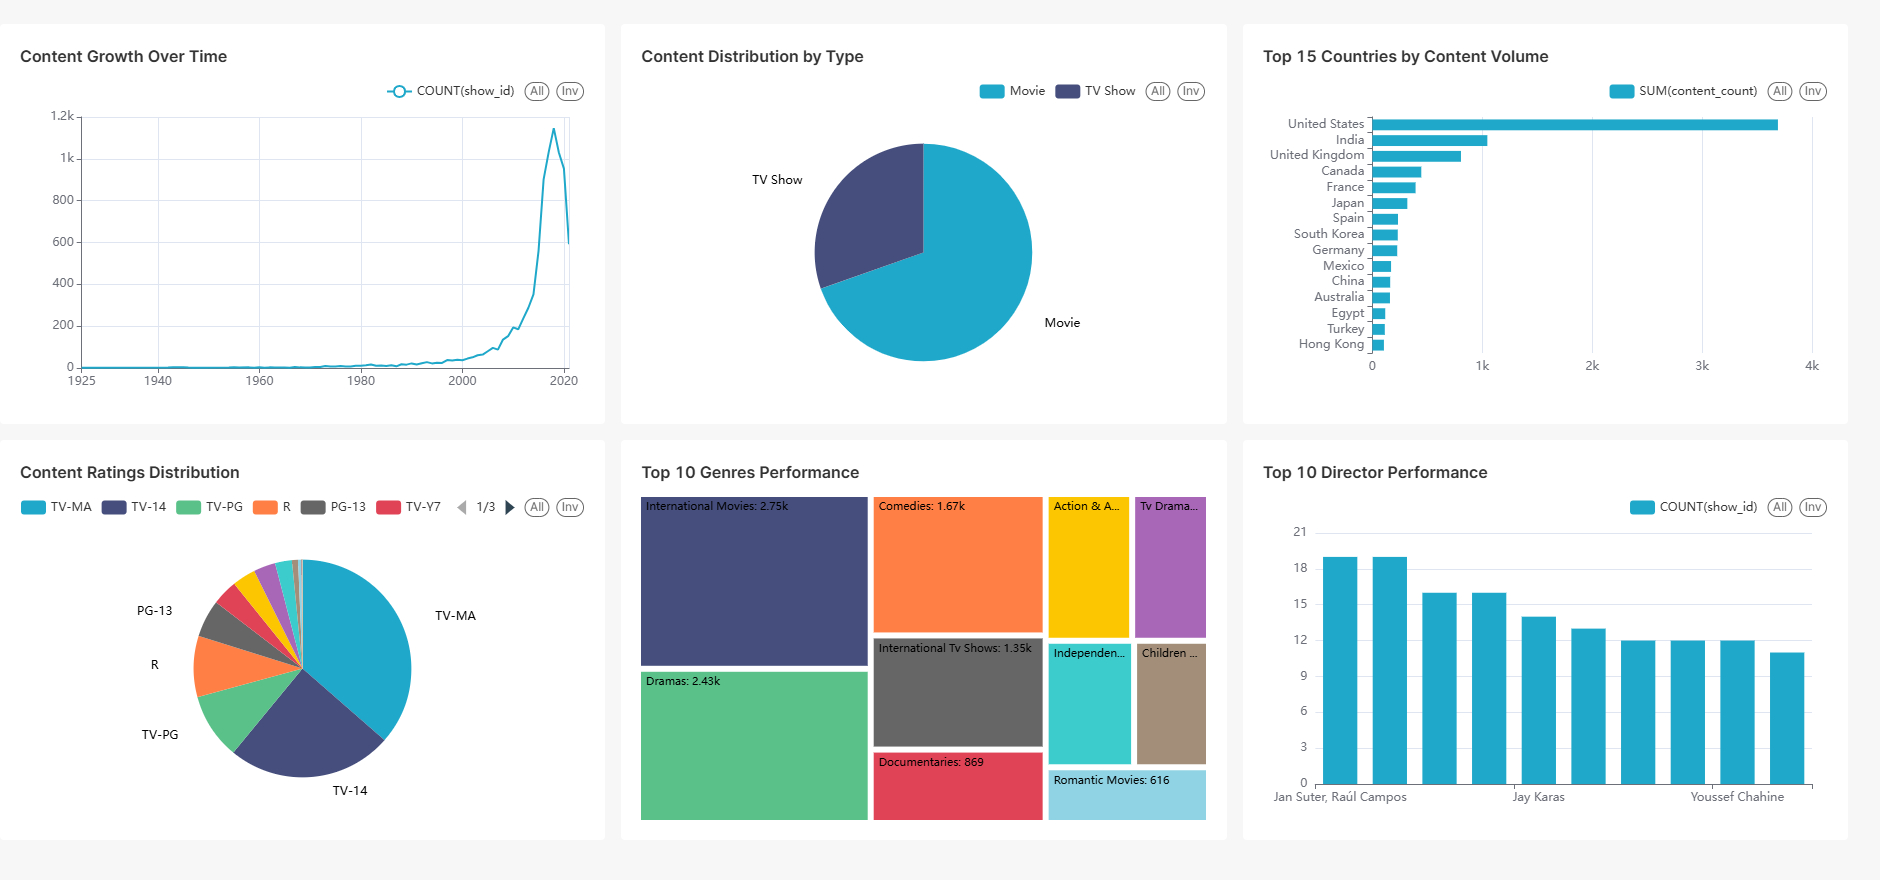 Content Growth Over Time
COUNT(show_id) All Inv
1.2k
1k
800
600
400
200
0
1925 1940 1960 1980 2000 2020
Content Distribution by Type
Movie TV Show All Inv
TV Show
Movie
Top 15 Countries by Content Volume
SUM(content_count) All Inv
United States
India
United Kingdom
Canada
France
Japan
Spain
South Korea
Germany
Mexico
China
Australia
Egypt
Turkey
Hong Kong
0 1k 2k 3k 4k
Content Ratings Distribution
TV-MA TV-14 TV-PG R PG-13 TV-Y7 1/3 All Inv
PG-13
TV-MA
R
TV-PG
TV-14
Top 10 Genres Performance
International Movies: 2.75k
Comedies: 1.67k
Action & A...
Tv Drama...
International Tv Shows: 1.35k
Independen...
Children ...
Dramas: 2.43k
Documentaries: 869
Romantic Movies: 616
Top 10 Director Performance
COUNT(show_id) All Inv
21
18
15
12
9
6
3
0
Jan Suter, Raúl Campos Jay Karas Youssef Chahine